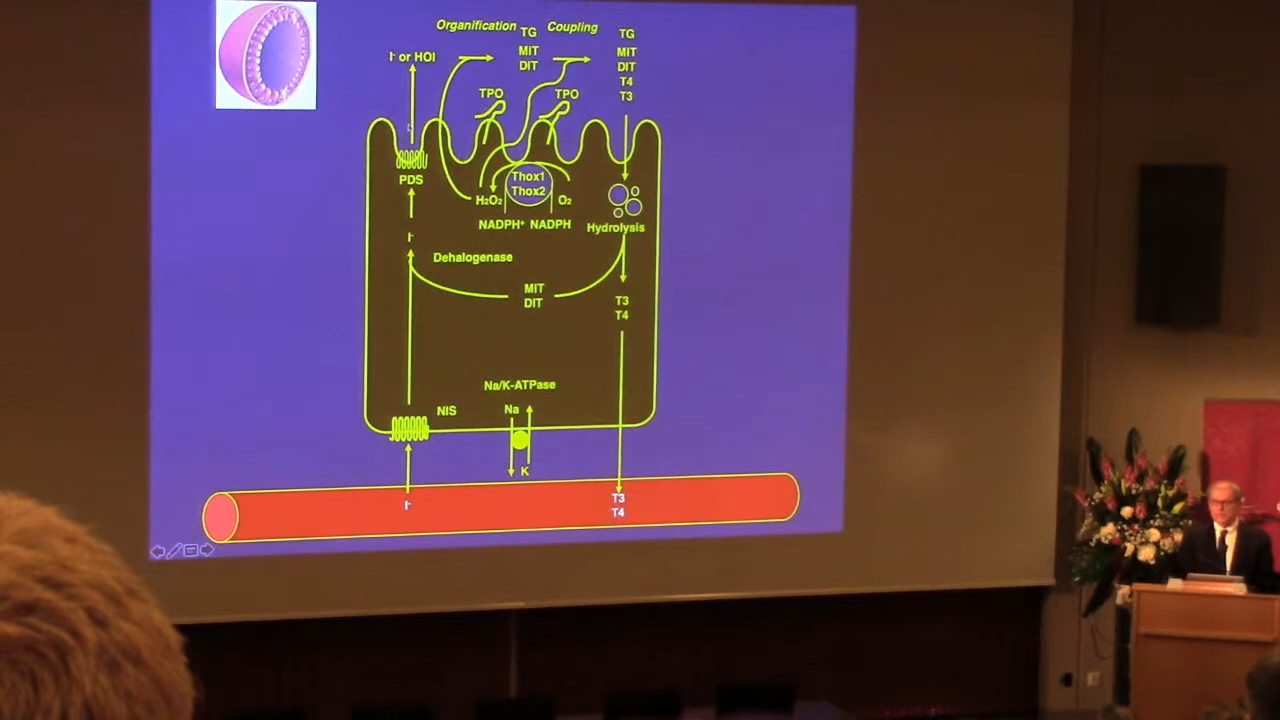 Organification
Coupling
I- or HOI
TG
MIT
DIT
TG
MIT
DIT
T4
T3
TPO
TPO
PDS
Thox1
Thox2
H2O2
O2
NADPH+ NADPH
Hydrolysis
I-
Dehalogenase
MIT
DIT
T3
T4
Na/K-ATPase
NIS
Na
K
I-
T3
T4